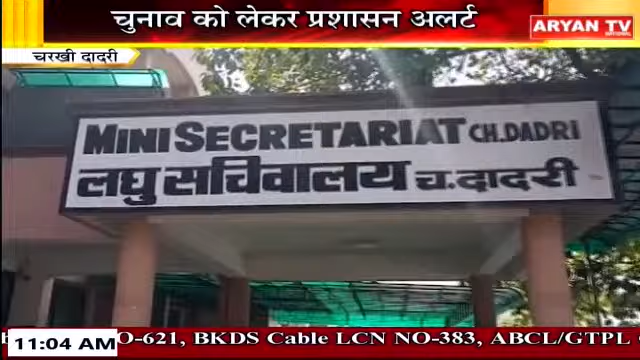 चुनाव को लेकर प्रशासन अलर्ट
ARYAN TV
NATIONAL
चरखी दादरी
MINI SECRETARIAT CH.DADRI
लघु सचिवालय च.दादरी
11:04 AM
O-621, BKDS Cable LCN NO-383, ABCL/GTPL